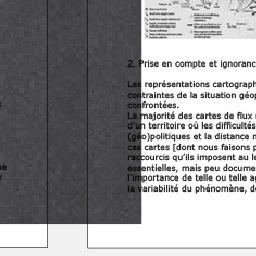 2. Prise en compte et ignoranc
Les représentations cartograph
contraintes de la situation géop
confrontées.
La majorité des cartes de flux
d'un territoire où les difficultés
(géo)politiques et la distance
ces cartes [dont nous faisons p
raccourcis qu'ils imposent au le
essentielles, mais peu docume
l'importance de telle ou telle a
la variabilité du phénomène, d